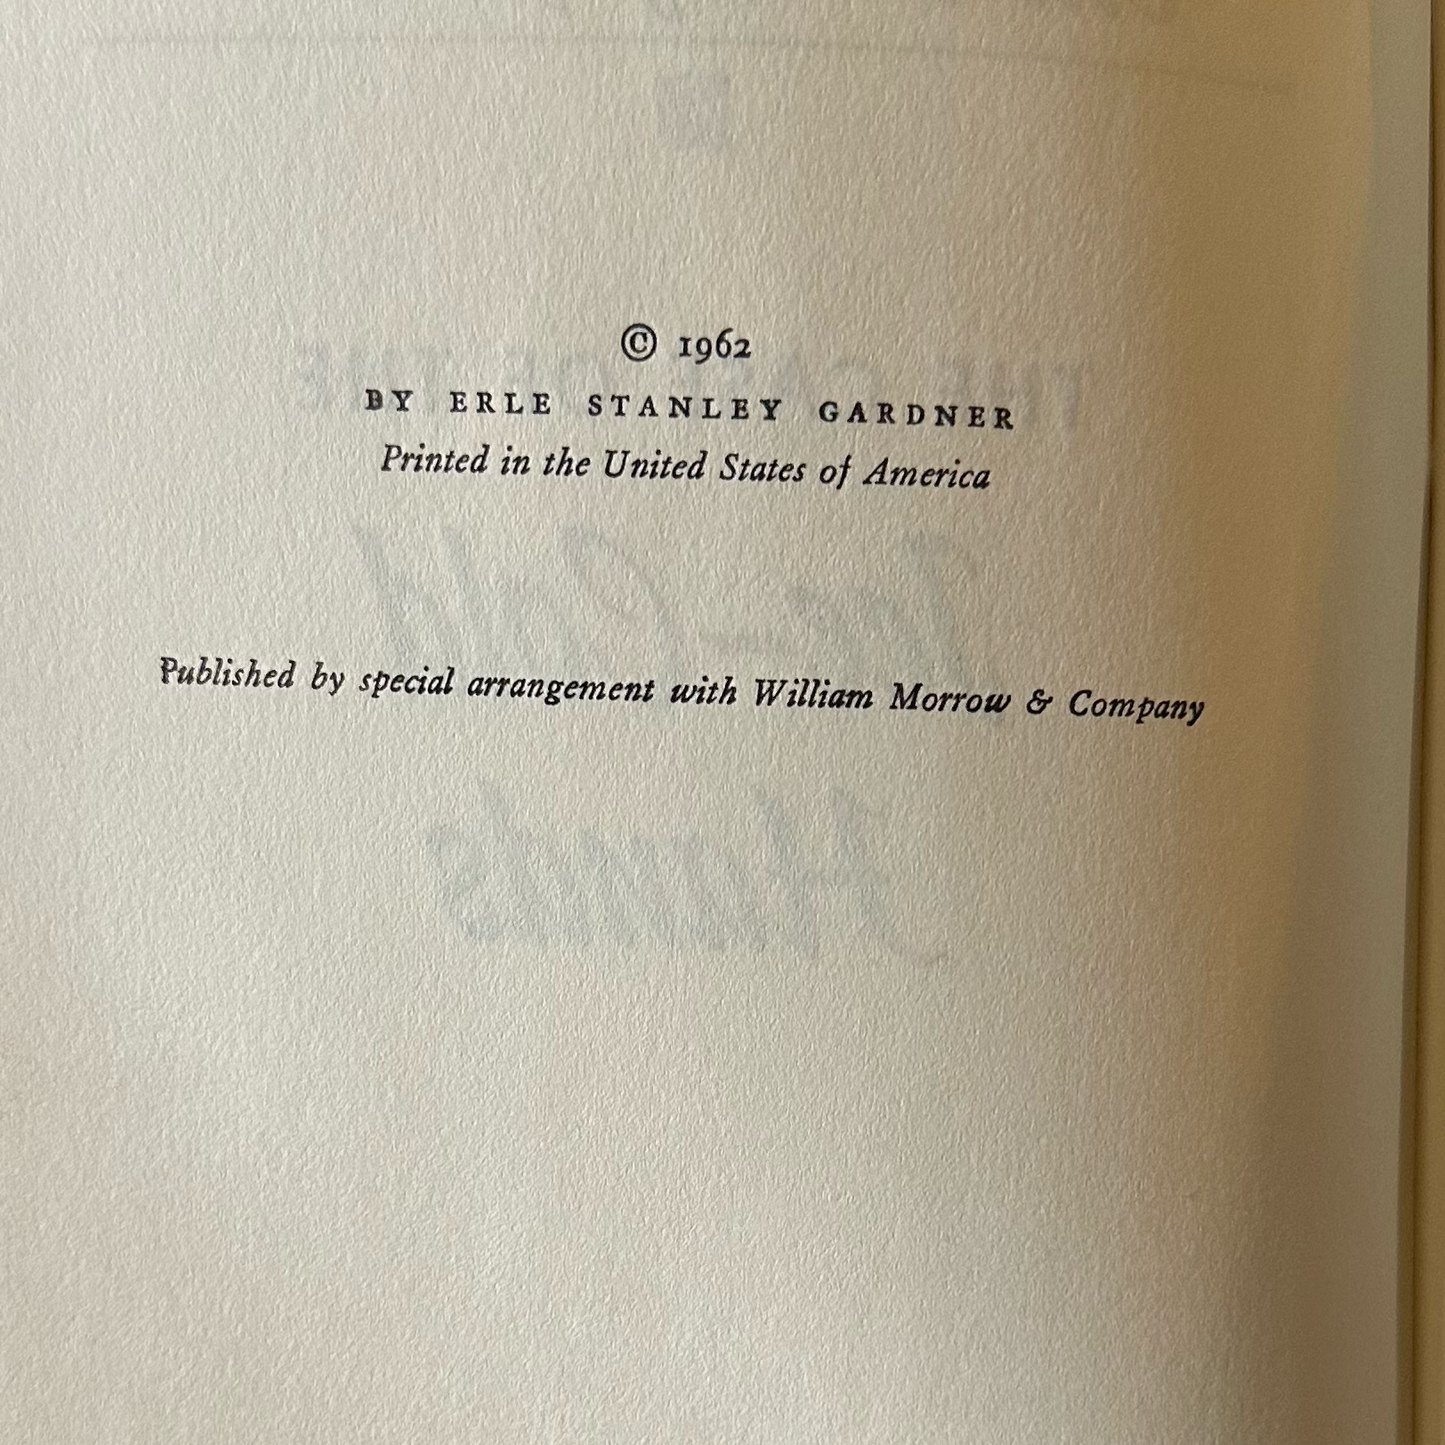 © 1962
BY ERLE STANLEY GARDNER
Printed in the United States of America
Published by special arrangement with William Morrow & Company